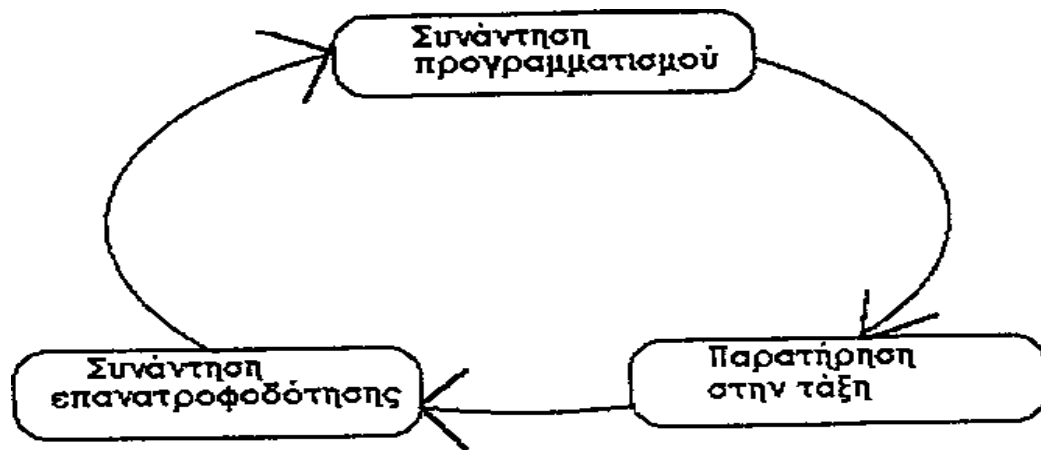 Συνάντηση
προγραμματισμού
Παρατήρηση
στην τάξη
Συνάντηση
επανατροφοδότησης